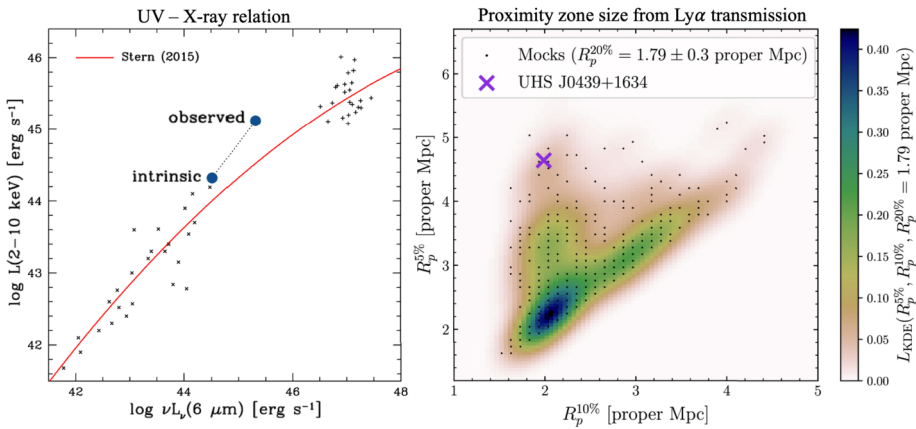 UV – X-ray relation
Stern (2015)
observed
intrinsic
log L(2–10 keV) [erg s⁻¹]
46
45
44
43
42
42
44
46
48
log νLν(6 μm) [erg s⁻¹]
Proximity zone size from Lyα transmission
Mocks (R_p^{20%} = 1.79 ± 0.3 proper Mpc)
UHS J0439+1634
R_p^{5%} [proper Mpc]
6
5
4
3
2
1
2
3
4
5
R_p^{10%} [proper Mpc]
0.40
0.35
0.30
0.25
0.20
0.15
0.10
0.05
0.00
L_KDE(R_p^{5%}, R_p^{10%}, R_p^{20%} = 1.79 proper Mpc)